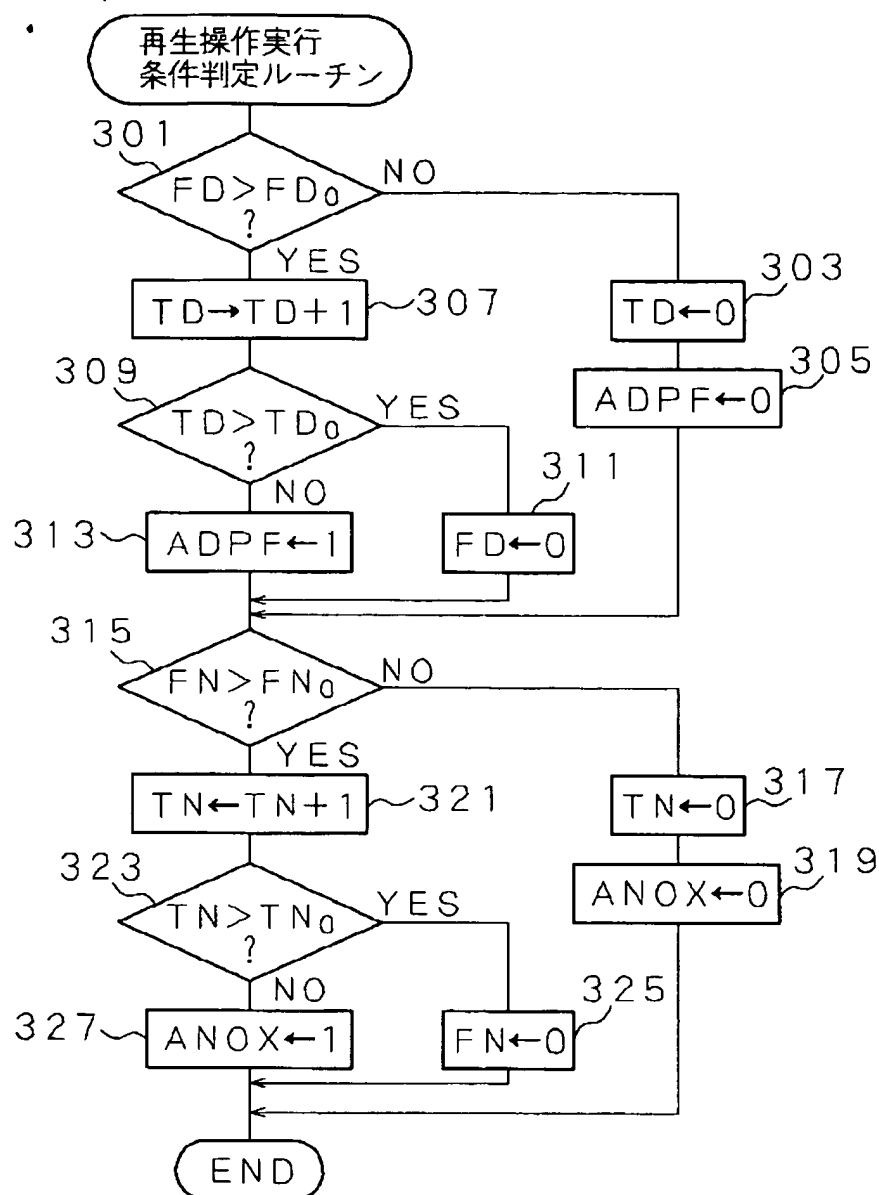 再生操作実行
条件判定ルーチン
301
FD>FD₀
?
NO
YES
303
TD←0
TD→TD+1
307
305
ADPF←0
309
TD>TD₀
?
YES
NO
311
313
ADPF←1
FD←0
315
FN>FN₀
?
NO
YES
317
TN←0
TN←TN+1
321
319
ANOX←0
323
TN>TN₀
?
YES
NO
325
327
ANOX←1
FN←0
END